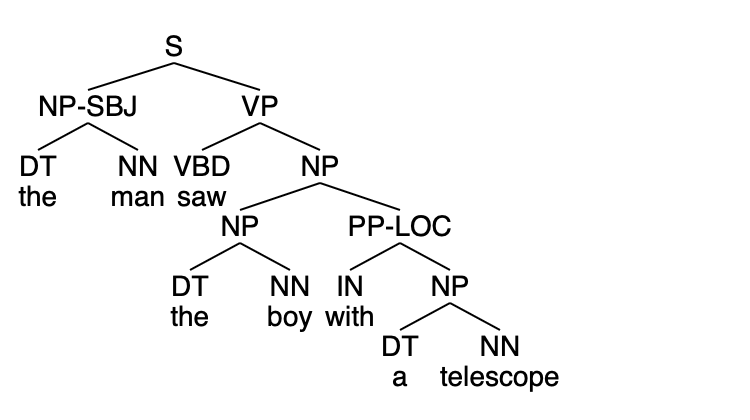 S
NP-SBJ VP
DT NN VBD NP
the man saw
NP PP-LOC
DT NN IN NP
the boy with
DT NN
a telescope